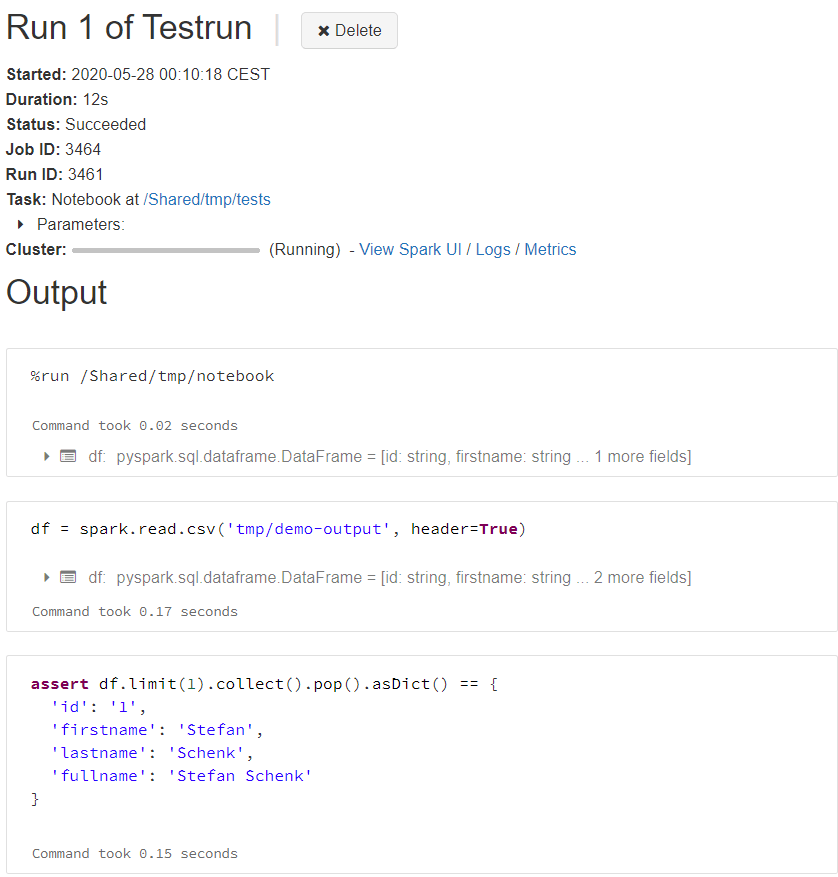 Run 1 of Testrun | ✖ Delete
Started: 2020-05-28 00:10:18 CEST
Duration: 12s
Status: Succeeded
Job ID: 3464
Run ID: 3461
Task: Notebook at /Shared/tmp/tests
Parameters:
Cluster: (Running) - View Spark UI / Logs / Metrics
Output
%run /Shared/tmp/notebook
Command took 0.02 seconds
df: pyspark.sql.dataframe.DataFrame = [id: string, firstname: string ... 1 more fields]
df = spark.read.csv('tmp/demo-output', header=True)
df: pyspark.sql.dataframe.DataFrame = [id: string, firstname: string ... 2 more fields]
Command took 0.17 seconds
assert df.limit(1).collect().pop().asDict() == {
'id': '1',
'firstname': 'Stefan',
'lastname': 'Schenk',
'fullname': 'Stefan Schenk'
}
Command took 0.15 seconds